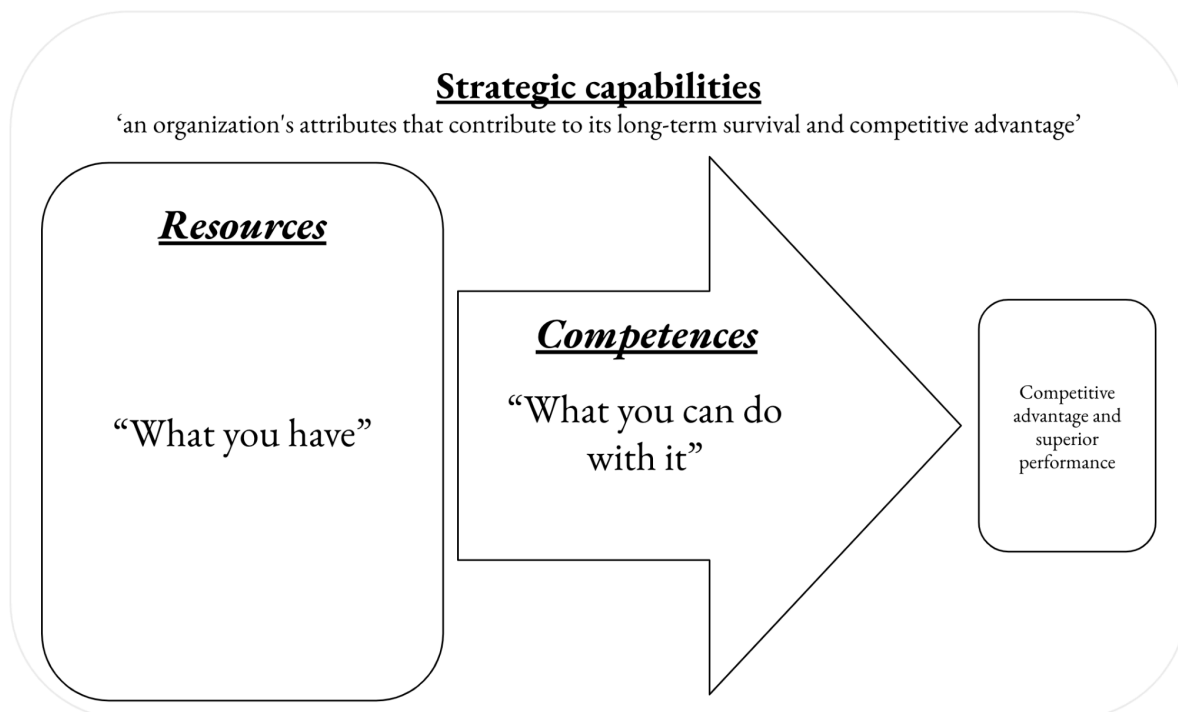 Strategic capabilities
‘an organization's attributes that contribute to its long-term survival and competitive advantage’
Resources
“What you have”
Competences
“What you can do
with it”
Competitive
advantage and
superior
performance